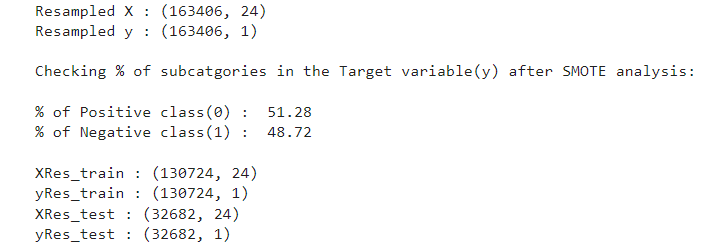 Resampled X : (163406, 24)
Resampled y : (163406, 1)
Checking % of subcatgories in the Target variable(y) after SMOTE analysis:
% of Positive class(0) :  51.28
% of Negative class(1) :  48.72
XRes_train : (130724, 24)
yRes_train : (130724, 1)
XRes_test : (32682, 24)
yRes_test : (32682, 1)